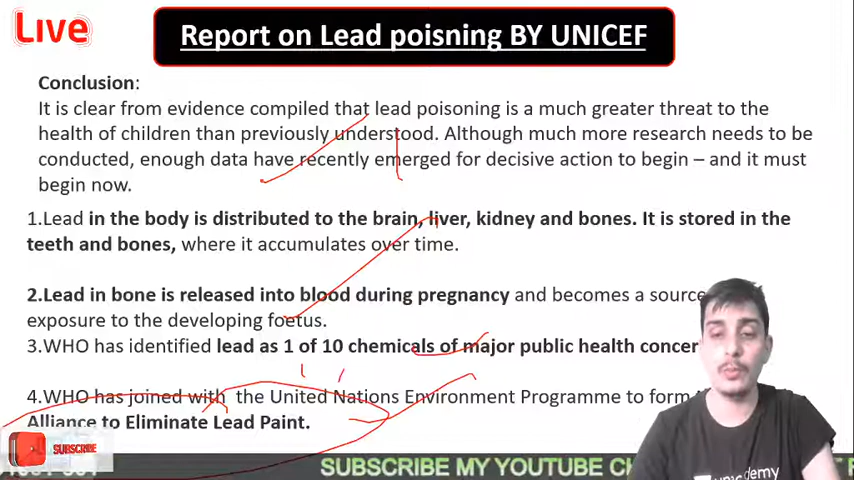 Live
Report on Lead poisning BY UNICEF
Conclusion:
It is clear from evidence compiled that lead poisoning is a much greater threat to the
health of children than previously understood. Although much more research needs to be
conducted, enough data have recently emerged for decisive action to begin – and it must
begin now.
1.Lead in the body is distributed to the brain, liver, kidney and bones. It is stored in the
teeth and bones, where it accumulates over time.
2.Lead in bone is released into blood during pregnancy and becomes a source
exposure to the developing foetus.
3.WHO has identified lead as 1 of 10 chemicals of major public health concer
4.WHO has joined with the United Nations Environment Programme to form
Alliance to Eliminate Lead Paint.
SUBSCRIBE
SUBSCRIBE MY YOUTUBE